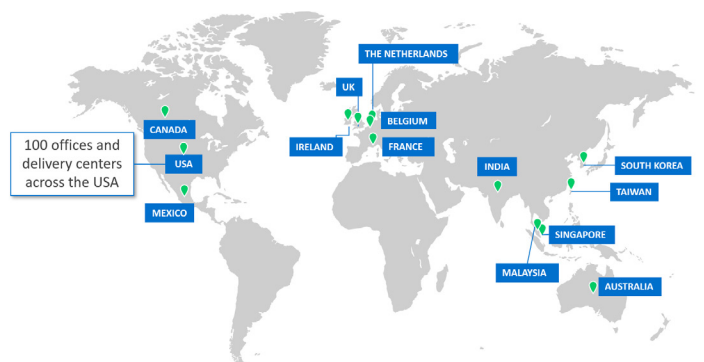 THE NETHERLANDS
UK
CANADA
BELGIUM
IRELAND
FRANCE
100 offices and
delivery centers
across the USA
USA
INDIA
SOUTH KOREA
TAIWAN
MEXICO
SINGAPORE
MALAYSIA
AUSTRALIA